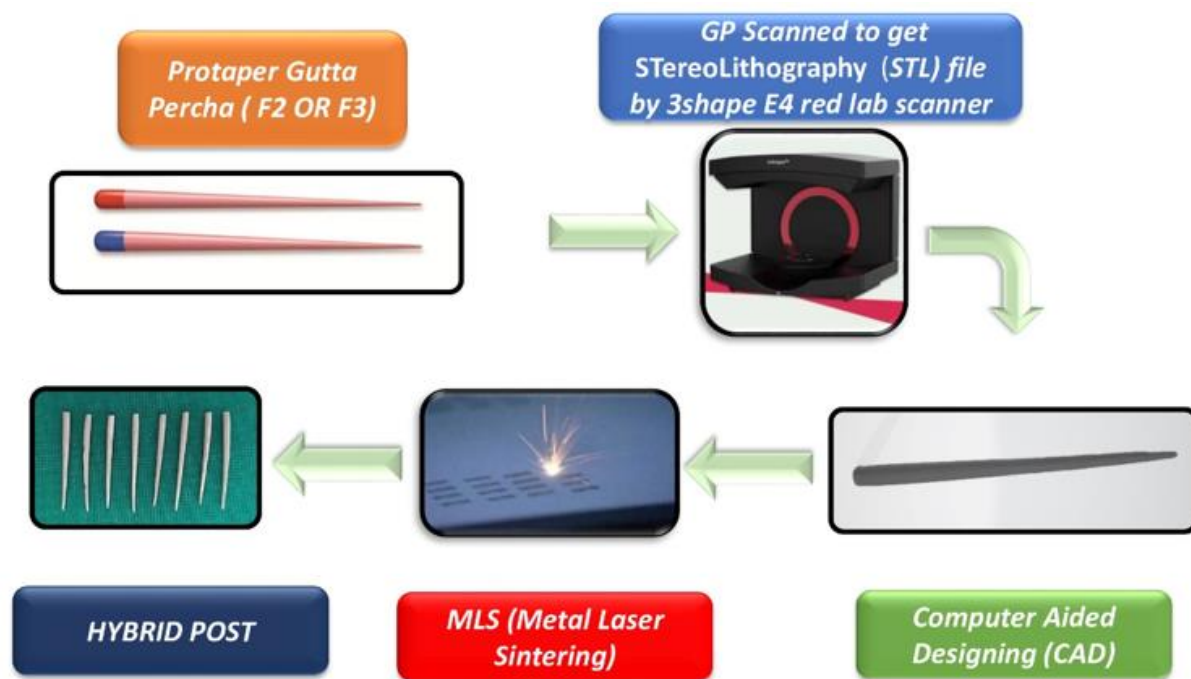 Protaper Gutta
Percha ( F2 OR F3)
GP Scanned to get
STereoLithography (STL) file
by 3shape E4 red lab scanner
HYBRID POST
MLS (Metal Laser
Sintering)
Computer Aided
Designing (CAD)